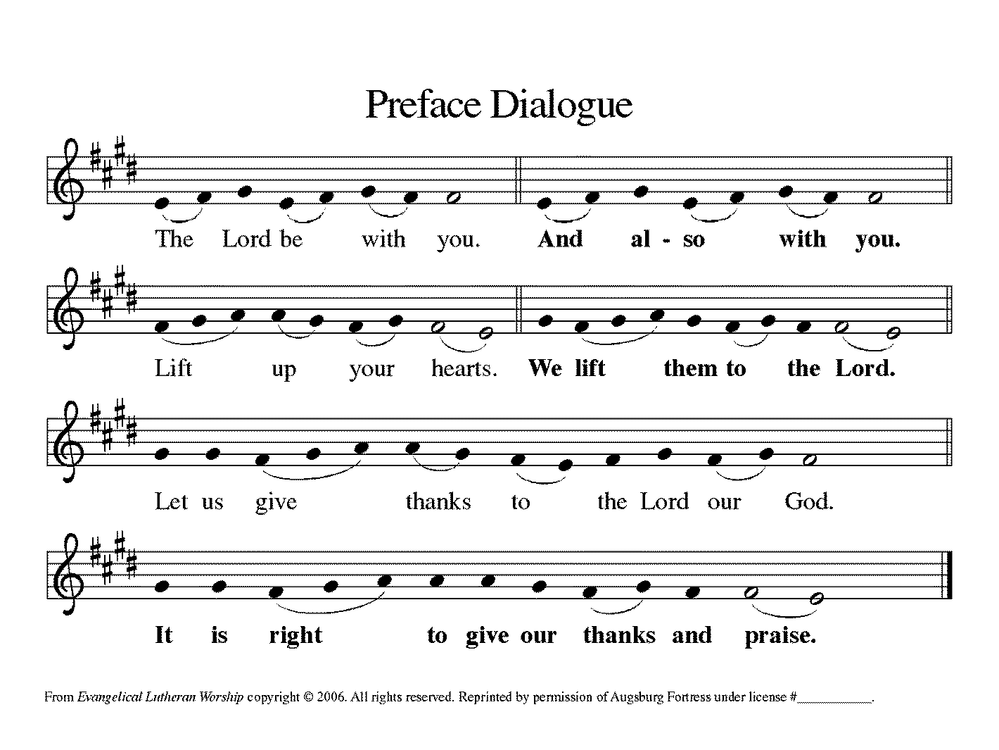 Preface Dialogue
The Lord be with you. And al - so with you.
Lift up your hearts. We lift them to the Lord.
Let us give thanks to the Lord our God.
It is right to give our thanks and praise.
From Evangelical Lutheran Worship copyright © 2006. All rights reserved. Reprinted by permission of Augsburg Fortress under license #__________.